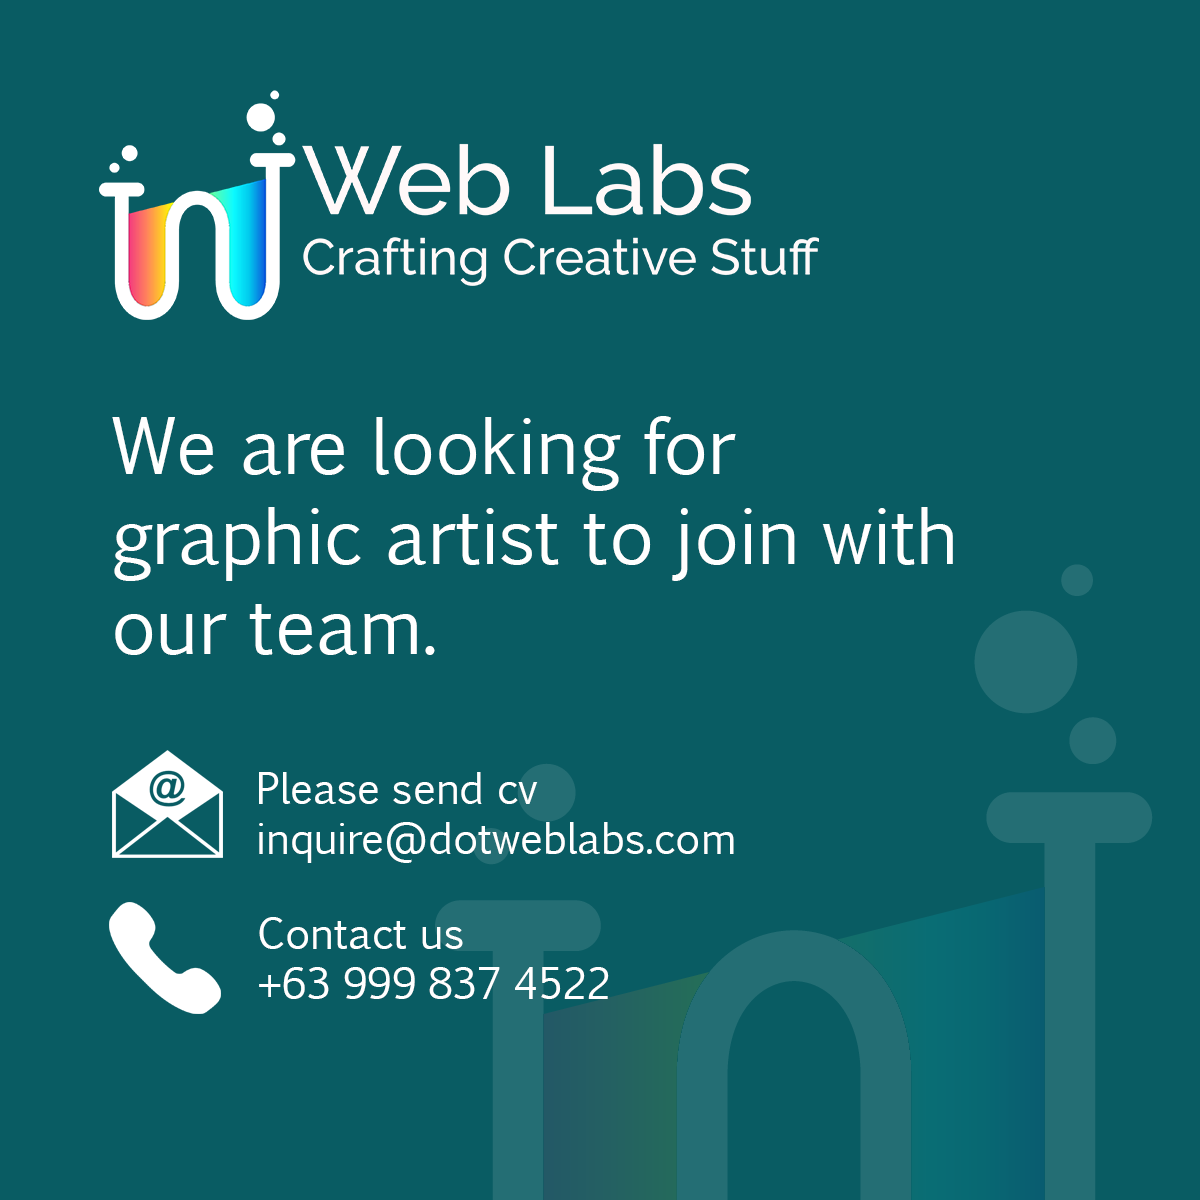 Web Labs
Crafting Creative Stuff
We are looking for
graphic artist to join with
our team.
@
Please send cv
inquire@dotweblabs.com
Contact us
+63 999 837 4522